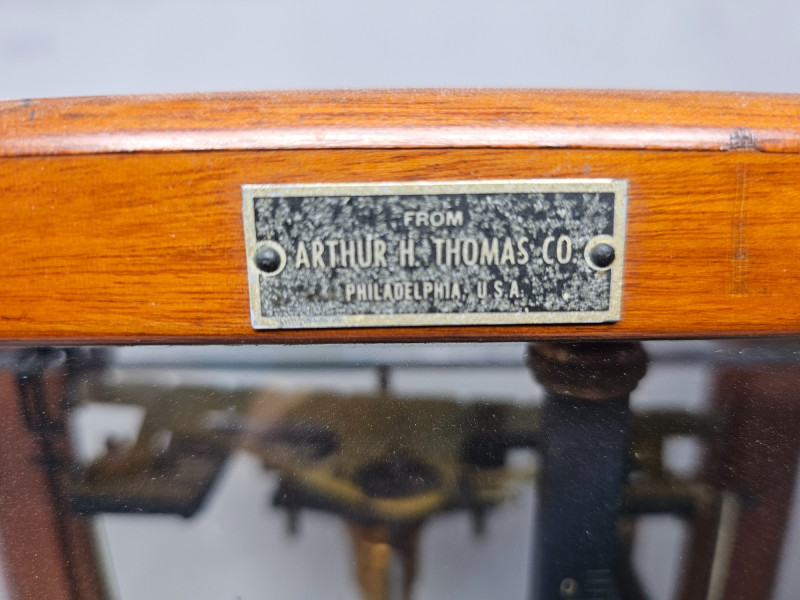 FROM
ARTHUR H. THOMAS CO.
PHILADELPHIA, U.S.A.